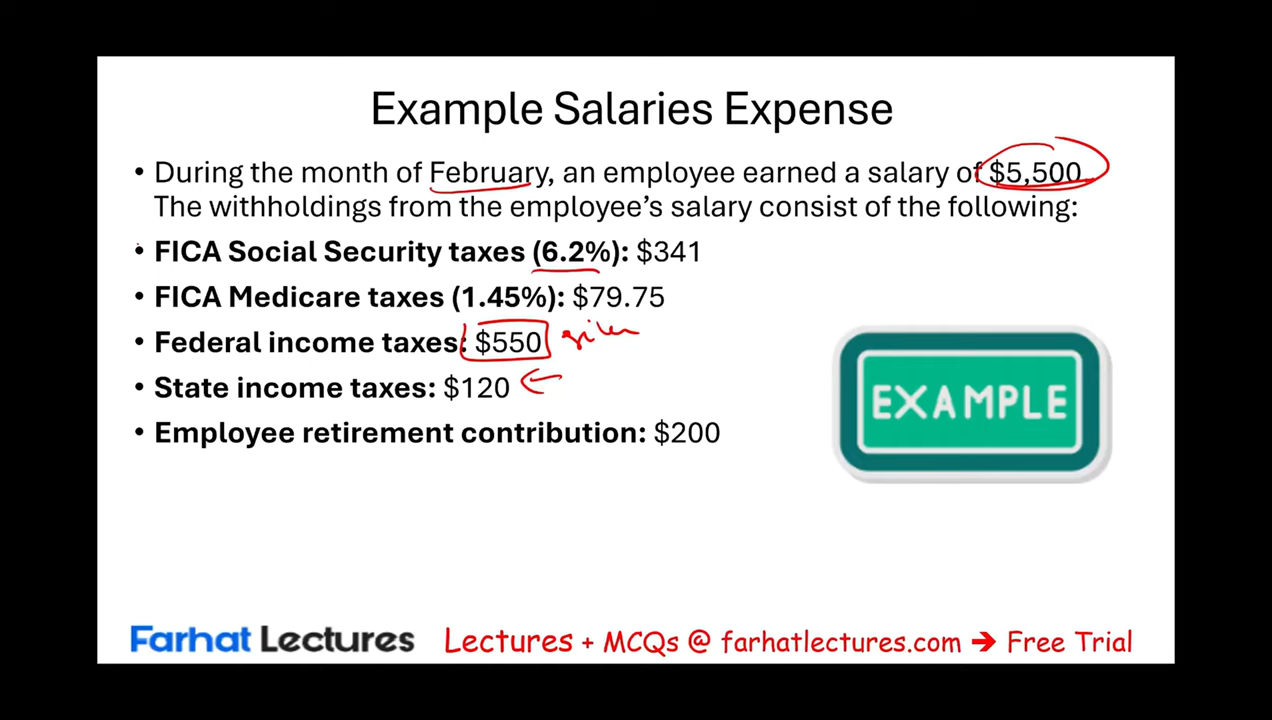 Example Salaries Expense
• During the month of February, an employee earned a salary of $5,500.
The withholdings from the employee's salary consist of the following:
• FICA Social Security taxes (6.2%): $341
• FICA Medicare taxes (1.45%): $79.75
• Federal income taxes: $550 given
• State income taxes: $120
• Employee retirement contribution: $200
EXAMPLE
Farhat Lectures Lectures + MCQs @ farhatlectures.com ➔ Free Trial